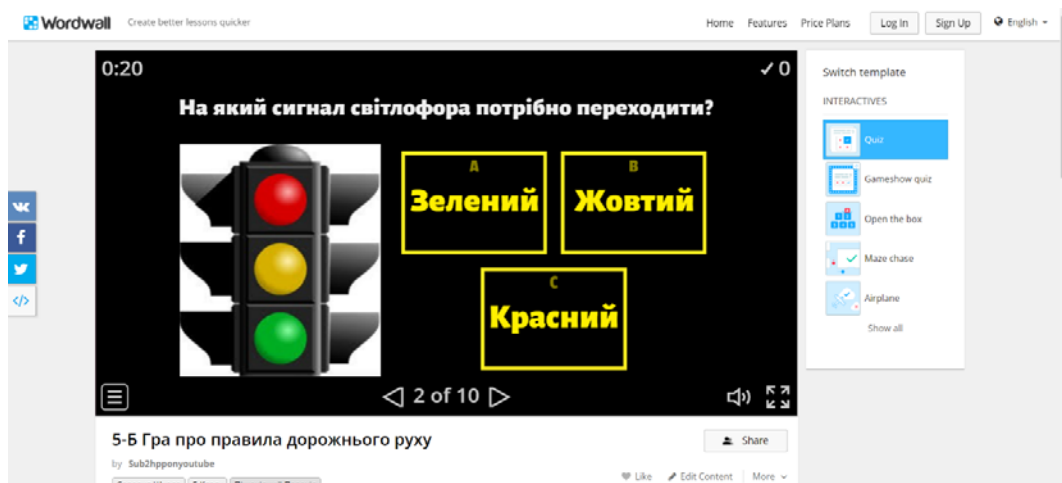 Wordwall Create better lessons quicker Home Features Price Plans Log In Sign Up English
0:20 ✓ 0
На який сигнал світлофора потрібно переходити?
A
Зелений
B
Жовтий
C
Красний
2 of 10
5-Б Гра про правила дорожнього руху
Share
by Sub2hpponyoutube
Like Edit Content More
Switch template
INTERACTIVES
Quiz
Gameshow quiz
Open the box
Maze chase
Airplane
Show all